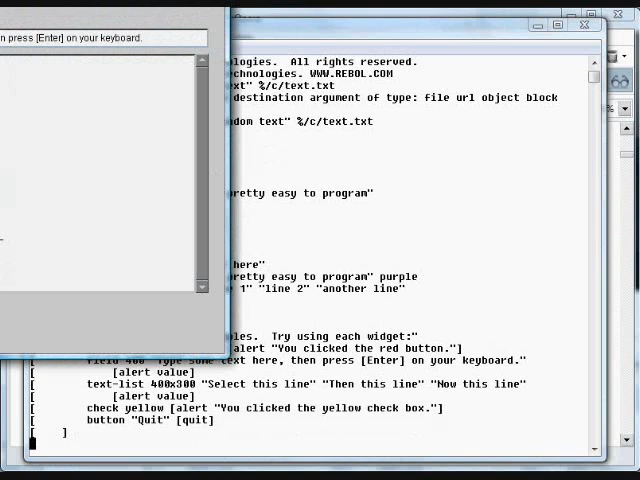 n press [Enter] on your keyboard.
ologies. All rights reserved.
echnologies. WWW.REBOL.COM
ext" %/c/text.txt
destination argument of type: file url object block
dom text" %/c/text.txt
pretty easy to program"
here"
pretty easy to program" purple
1" "line 2" "another line"
les. Try using each widget:"
alert "You clicked the red button."]
[ field 400 "Type some text here, then press [Enter] on your keyboard."
[ [alert value]
[ text-list 400x300 "Select this line" "Then this line" "Now this line"
[ [alert value]
[ check yellow [alert "You clicked the yellow check box."]
[ button "Quit" [quit]
[ ]
%